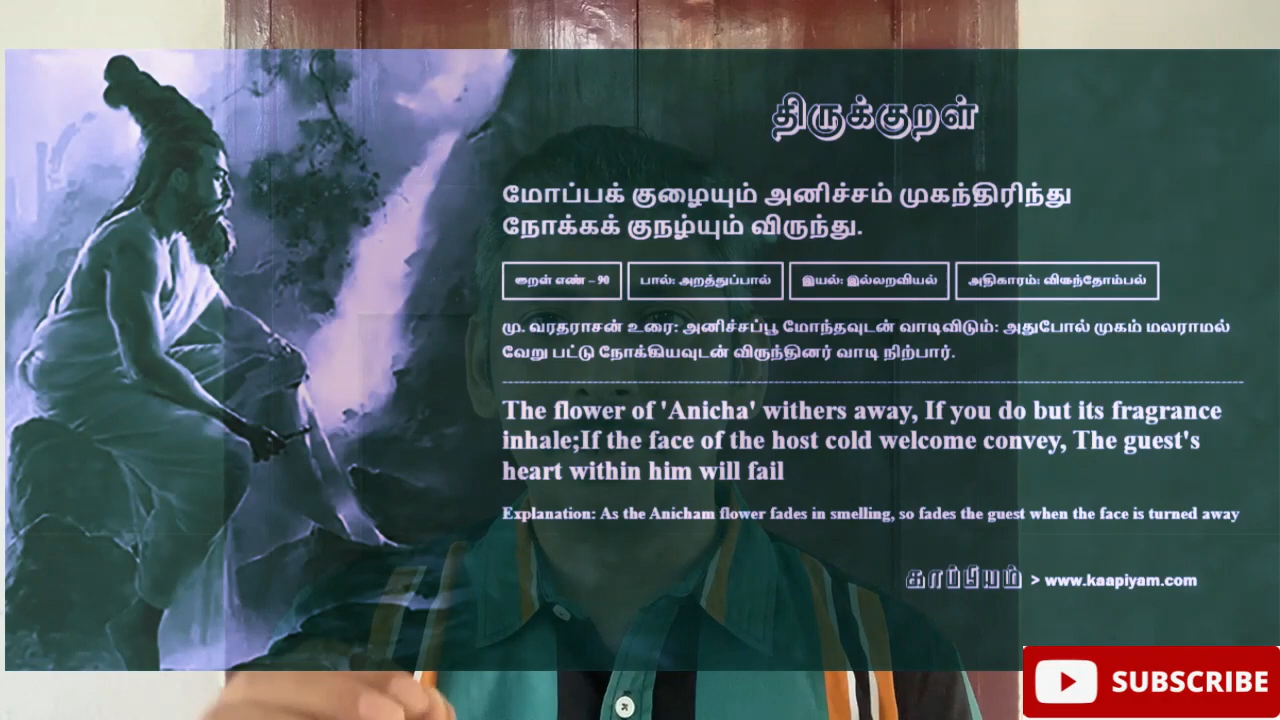 திருக்குறள்
மோப்பக் குழையும் அனிச்சம் முகந்திரிந்து
நோக்கக் குநழ்யும் விருந்து.
குறள் எண் – 90
பால்: அறத்துப்பால்
இயல்: இல்லறவியல்
அதிகாரம்: விருந்தோம்பல்
மு. வரதராசன் உரை: அனிச்சப்பூ மோந்தவுடன் வாடிவிடும்: அதுபோல் முகம் மலராமல்
வேறு பட்டு நோக்கியவுடன் விருந்தினர் வாடி நிற்பார்.
The flower of 'Anicha' withers away, If you do but its fragrance
inhale;If the face of the host cold welcome convey, The guest's
heart within him will fail
Explanation: As the Anicham flower fades in smelling, so fades the guest when the face is turned away
காப்பியம் > www.kaapiyam.com
SUBSCRIBE